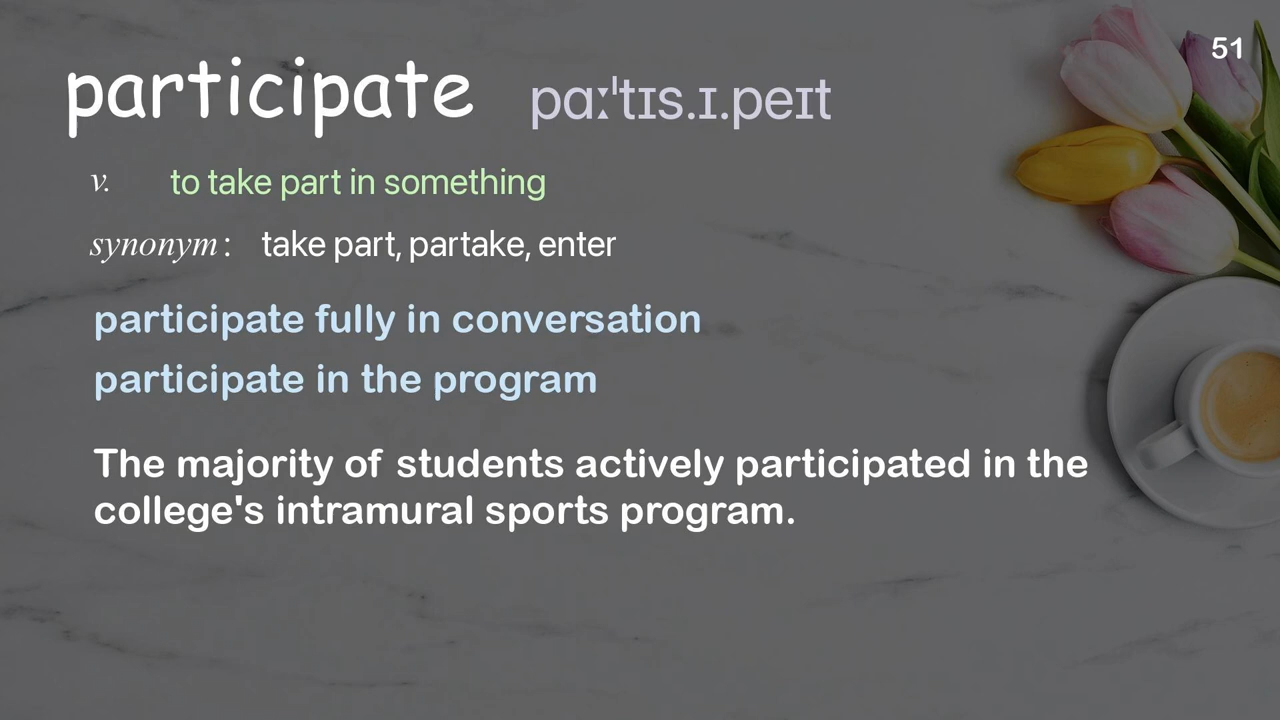 51
participate pɑːˈtɪs.ɪ.peɪt
v. to take part in something
synonym: take part, partake, enter
participate fully in conversation
participate in the program
The majority of students actively participated in the
college's intramural sports program.